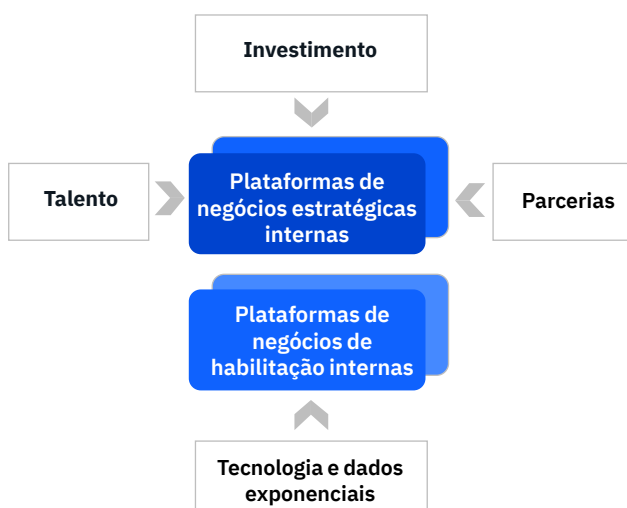 Investimento
Talento
Plataformas de
negócios estratégicas
internas
Parcerias
Plataformas de
negócios de
habilitação internas
Tecnologia e dados
exponenciais